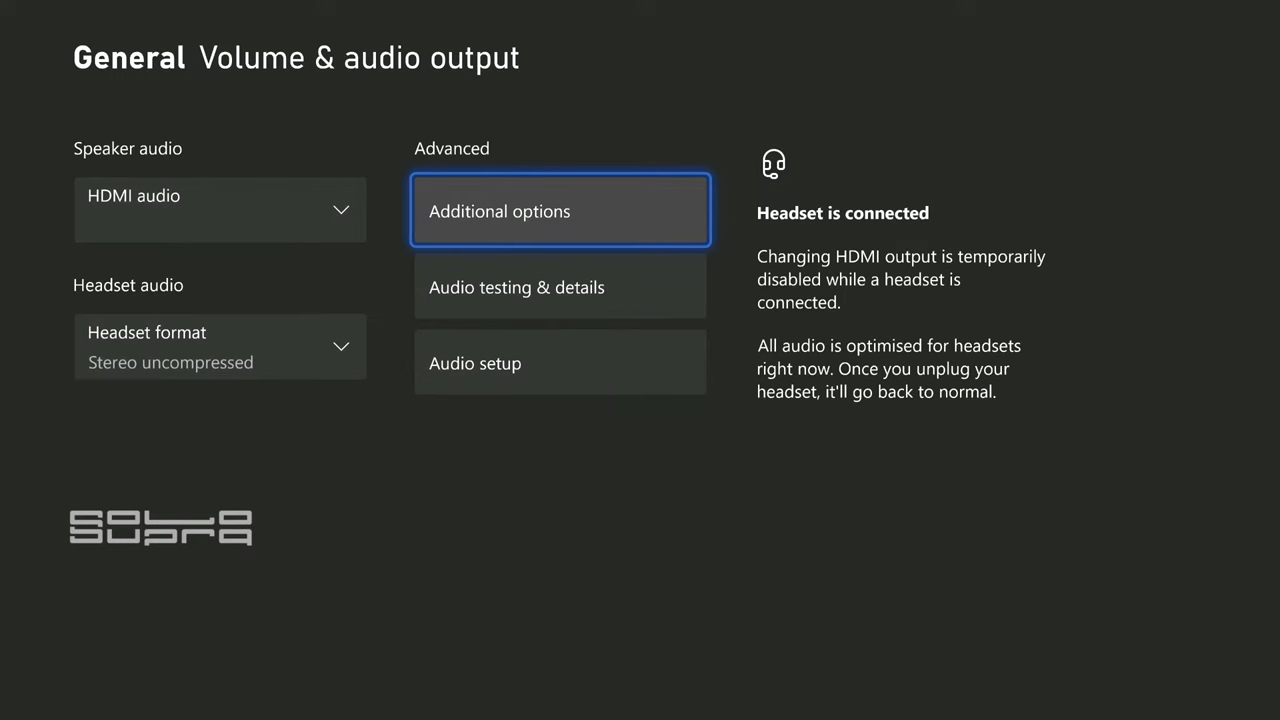 General Volume & audio output
Speaker audio
HDMI audio
Headset audio
Headset format
Stereo uncompressed
Advanced
Additional options
Audio testing & details
Audio setup
Headset is connected
Changing HDMI output is temporarily
disabled while a headset is
connected.
All audio is optimised for headsets
right now. Once you unplug your
headset, it'll go back to normal.